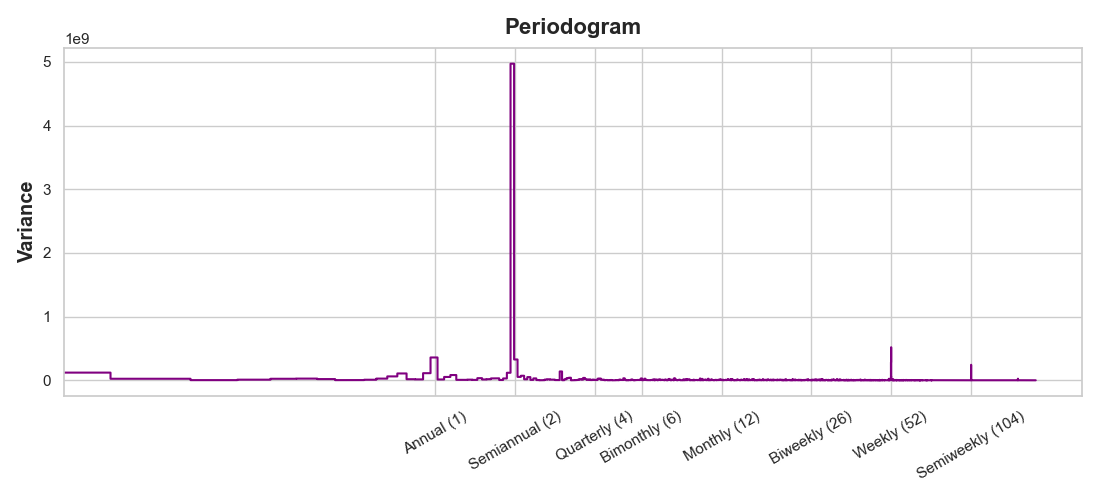 Periodogram
1e9
5
4
3
2
1
0
Variance
Annual (1)
Semiannual (2)
Quarterly (4)
Bimonthly (6)
Monthly (12)
Biweekly (26)
Weekly (52)
Semiweekly (104)